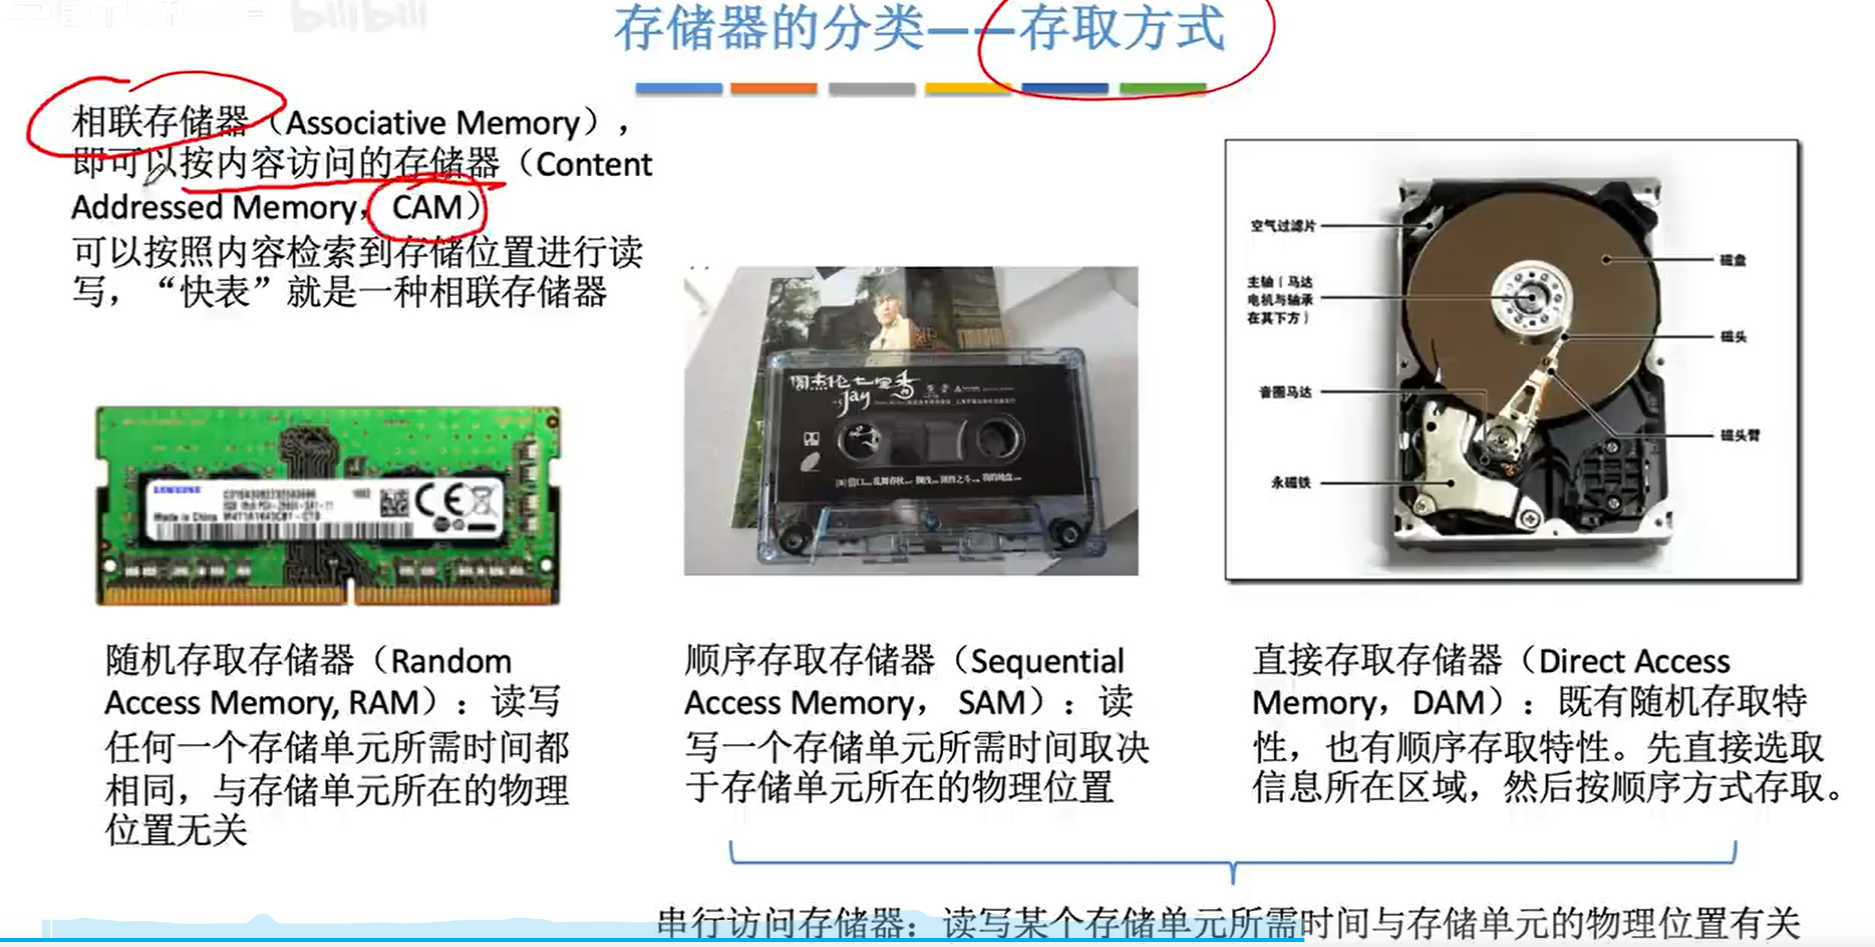 bilibili
存储器的分类——存取方式
相联存储器（Associative Memory），
即可以按内容访问的存储器（Content
Addressed Memory，CAM）
可以按照内容检索到存储位置进行读
写，“快表”就是一种相联存储器
SAMSUNG
Made in China
周杰伦 七里香
Jay
空气过滤片
主轴（马达
电机与轴承
在其下方）
音圈马达
永磁铁
磁盘
磁头
磁头臂
随机存取存储器（Random
Access Memory, RAM）：读写
任何一个存储单元所需时间都
相同，与存储单元所在的物理
位置无关
顺序存取存储器（Sequential
Access Memory， SAM）：读
写一个存储单元所需时间取决
于存储单元所在的物理位置
直接存取存储器（Direct Access
Memory，DAM）：既有随机存取特
性，也有顺序存取特性。先直接选取
信息所在区域，然后按顺序方式存取。
串行访问存储器：读写某个存储单元所需时间与存储单元的物理位置有关